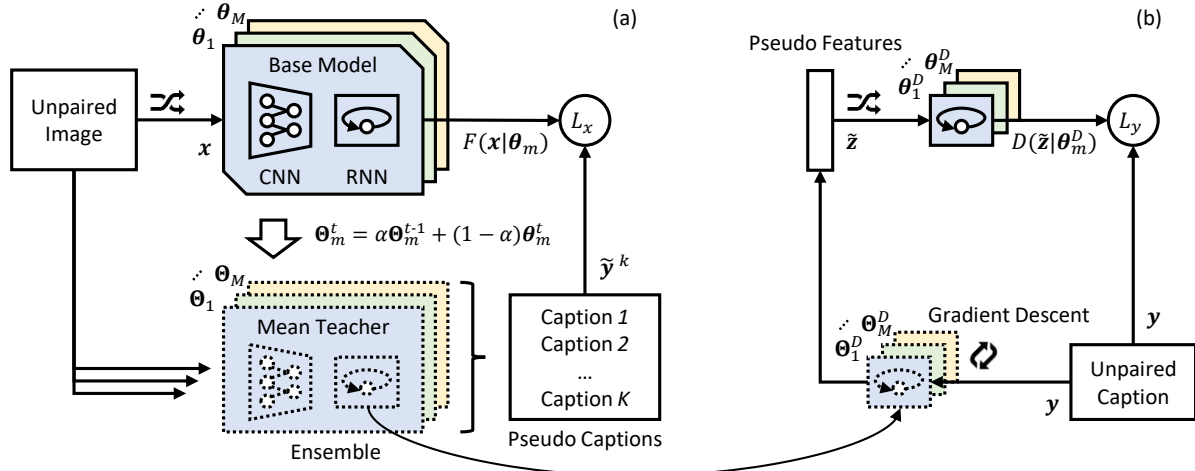 (a)
θ_M
⋰
θ_1
Base Model
Unpaired
Image
x
CNN RNN
F(x|θ_m)
L_x
Θ_m^t = αΘ_m^{t-1} + (1 − α)θ_m^t
ỹ^k
Θ_M
⋰
Θ_1
Mean Teacher
Ensemble
Caption 1
Caption 2
...
Caption K
Pseudo Captions
(b)
Pseudo Features
θ_M^D
⋰
θ_1^D
z̃
D(z̃|θ_m^D)
L_y
Gradient Descent
Θ_M^D
⋰
Θ_1^D
y
y
Unpaired
Caption